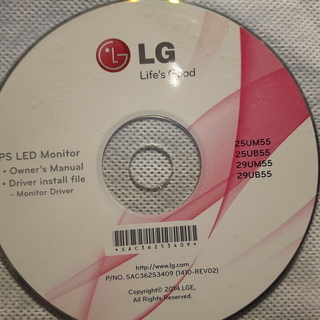 LG
Life's Good
PS LED Monitor
• Owner's Manual
• Driver install file
- Monitor Driver
25UM55
25UB55
29UM55
29UB55
*SAC36253409*
http://www.lg.com
P/NO. SAC36253409 (1410-REV02)
Copyright© 2014 LGE,
All Rights Reserved.